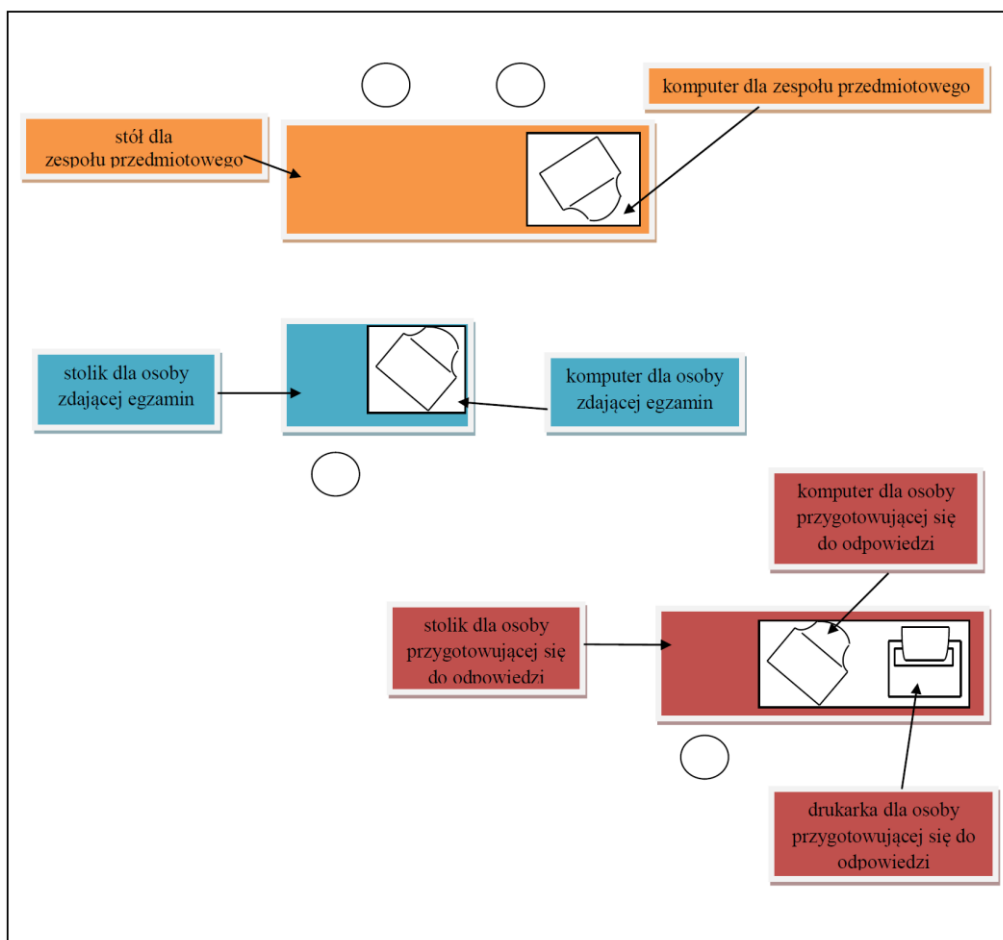 komputer dla zespołu przedmiotowego
stół dla
zespołu przedmiotowego
stolik dla osoby
zdającej egzamin
komputer dla osoby
zdającej egzamin
komputer dla osoby
przygotowującej się
do odpowiedzi
stolik dla osoby
przygotowującej się
do odpowiedzi
drukarka dla osoby
przygotowującej się do
odpowiedzi